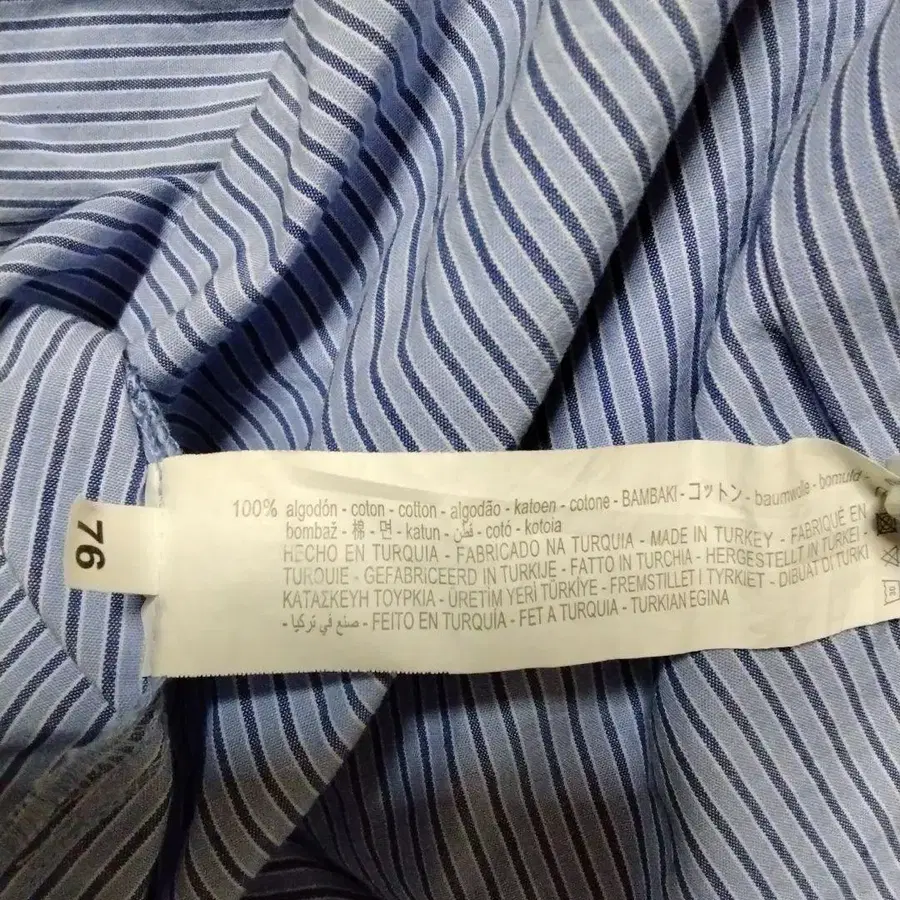 76
100% algodón - coton - cotton - algodão - katoen - cotone - BAMBAKI - コットン - baumwolle - bomuld -
bombaž - 棉 - 면 - katun - قطن - cotó - kotoia
HECHO EN TURQUIA - FABRICADO NA TURQUIA - MADE IN TURKEY - FABRIQUÉ EN
TURQUIE - GEFABRICEERD IN TURKIJE - FATTO IN TURCHIA - HERGESTELLT IN TURKEI -
ΚΑΤΑΣΚΕΥΗ ΤΟΥΡΚΙΑ - ÜRETİM YERİ TÜRKİYE - FREMSTILLET I TYRKIET - DIBUAT DI TURKI
- صنع في تركيا - FEITO EN TURQUÍA - FET A TURQUIA - TURKIAN EGINA